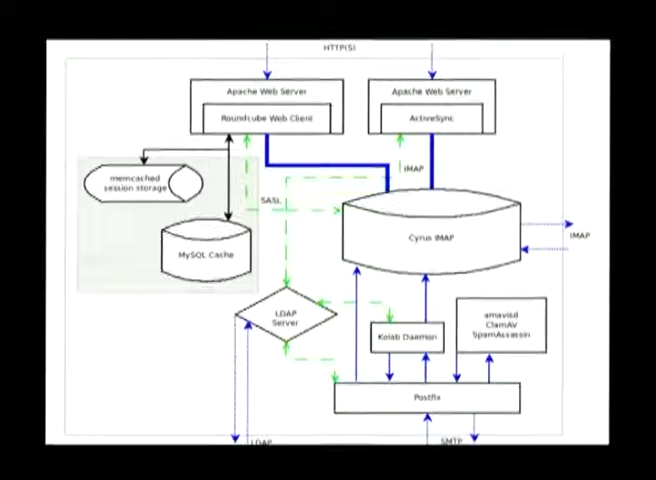 HTTP(S)
Apache Web Server
Roundcube Web Client
Apache Web Server
ActiveSync
IMAP
memcached
session storage
SASL
MySQL Cache
Cyrus IMAP
IMAP
LDAP
Server
Kolab Daemon
amavisd
ClamAV
SpamAssassin
Postfix
LDAP
SMTP